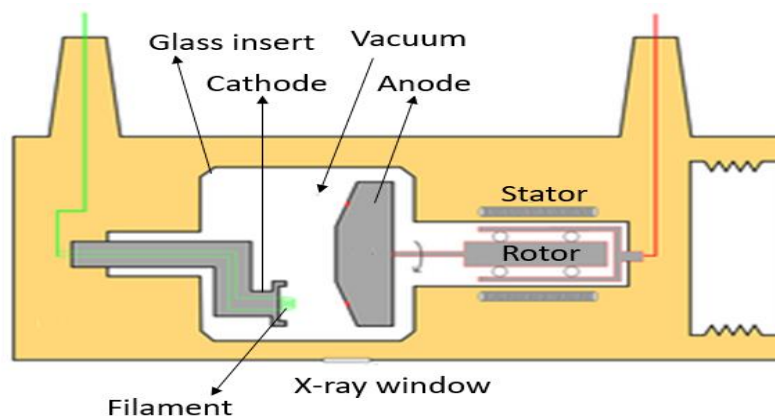 Glass insert
Vacuum
Cathode
Anode
Stator
Rotor
X-ray window
Filament